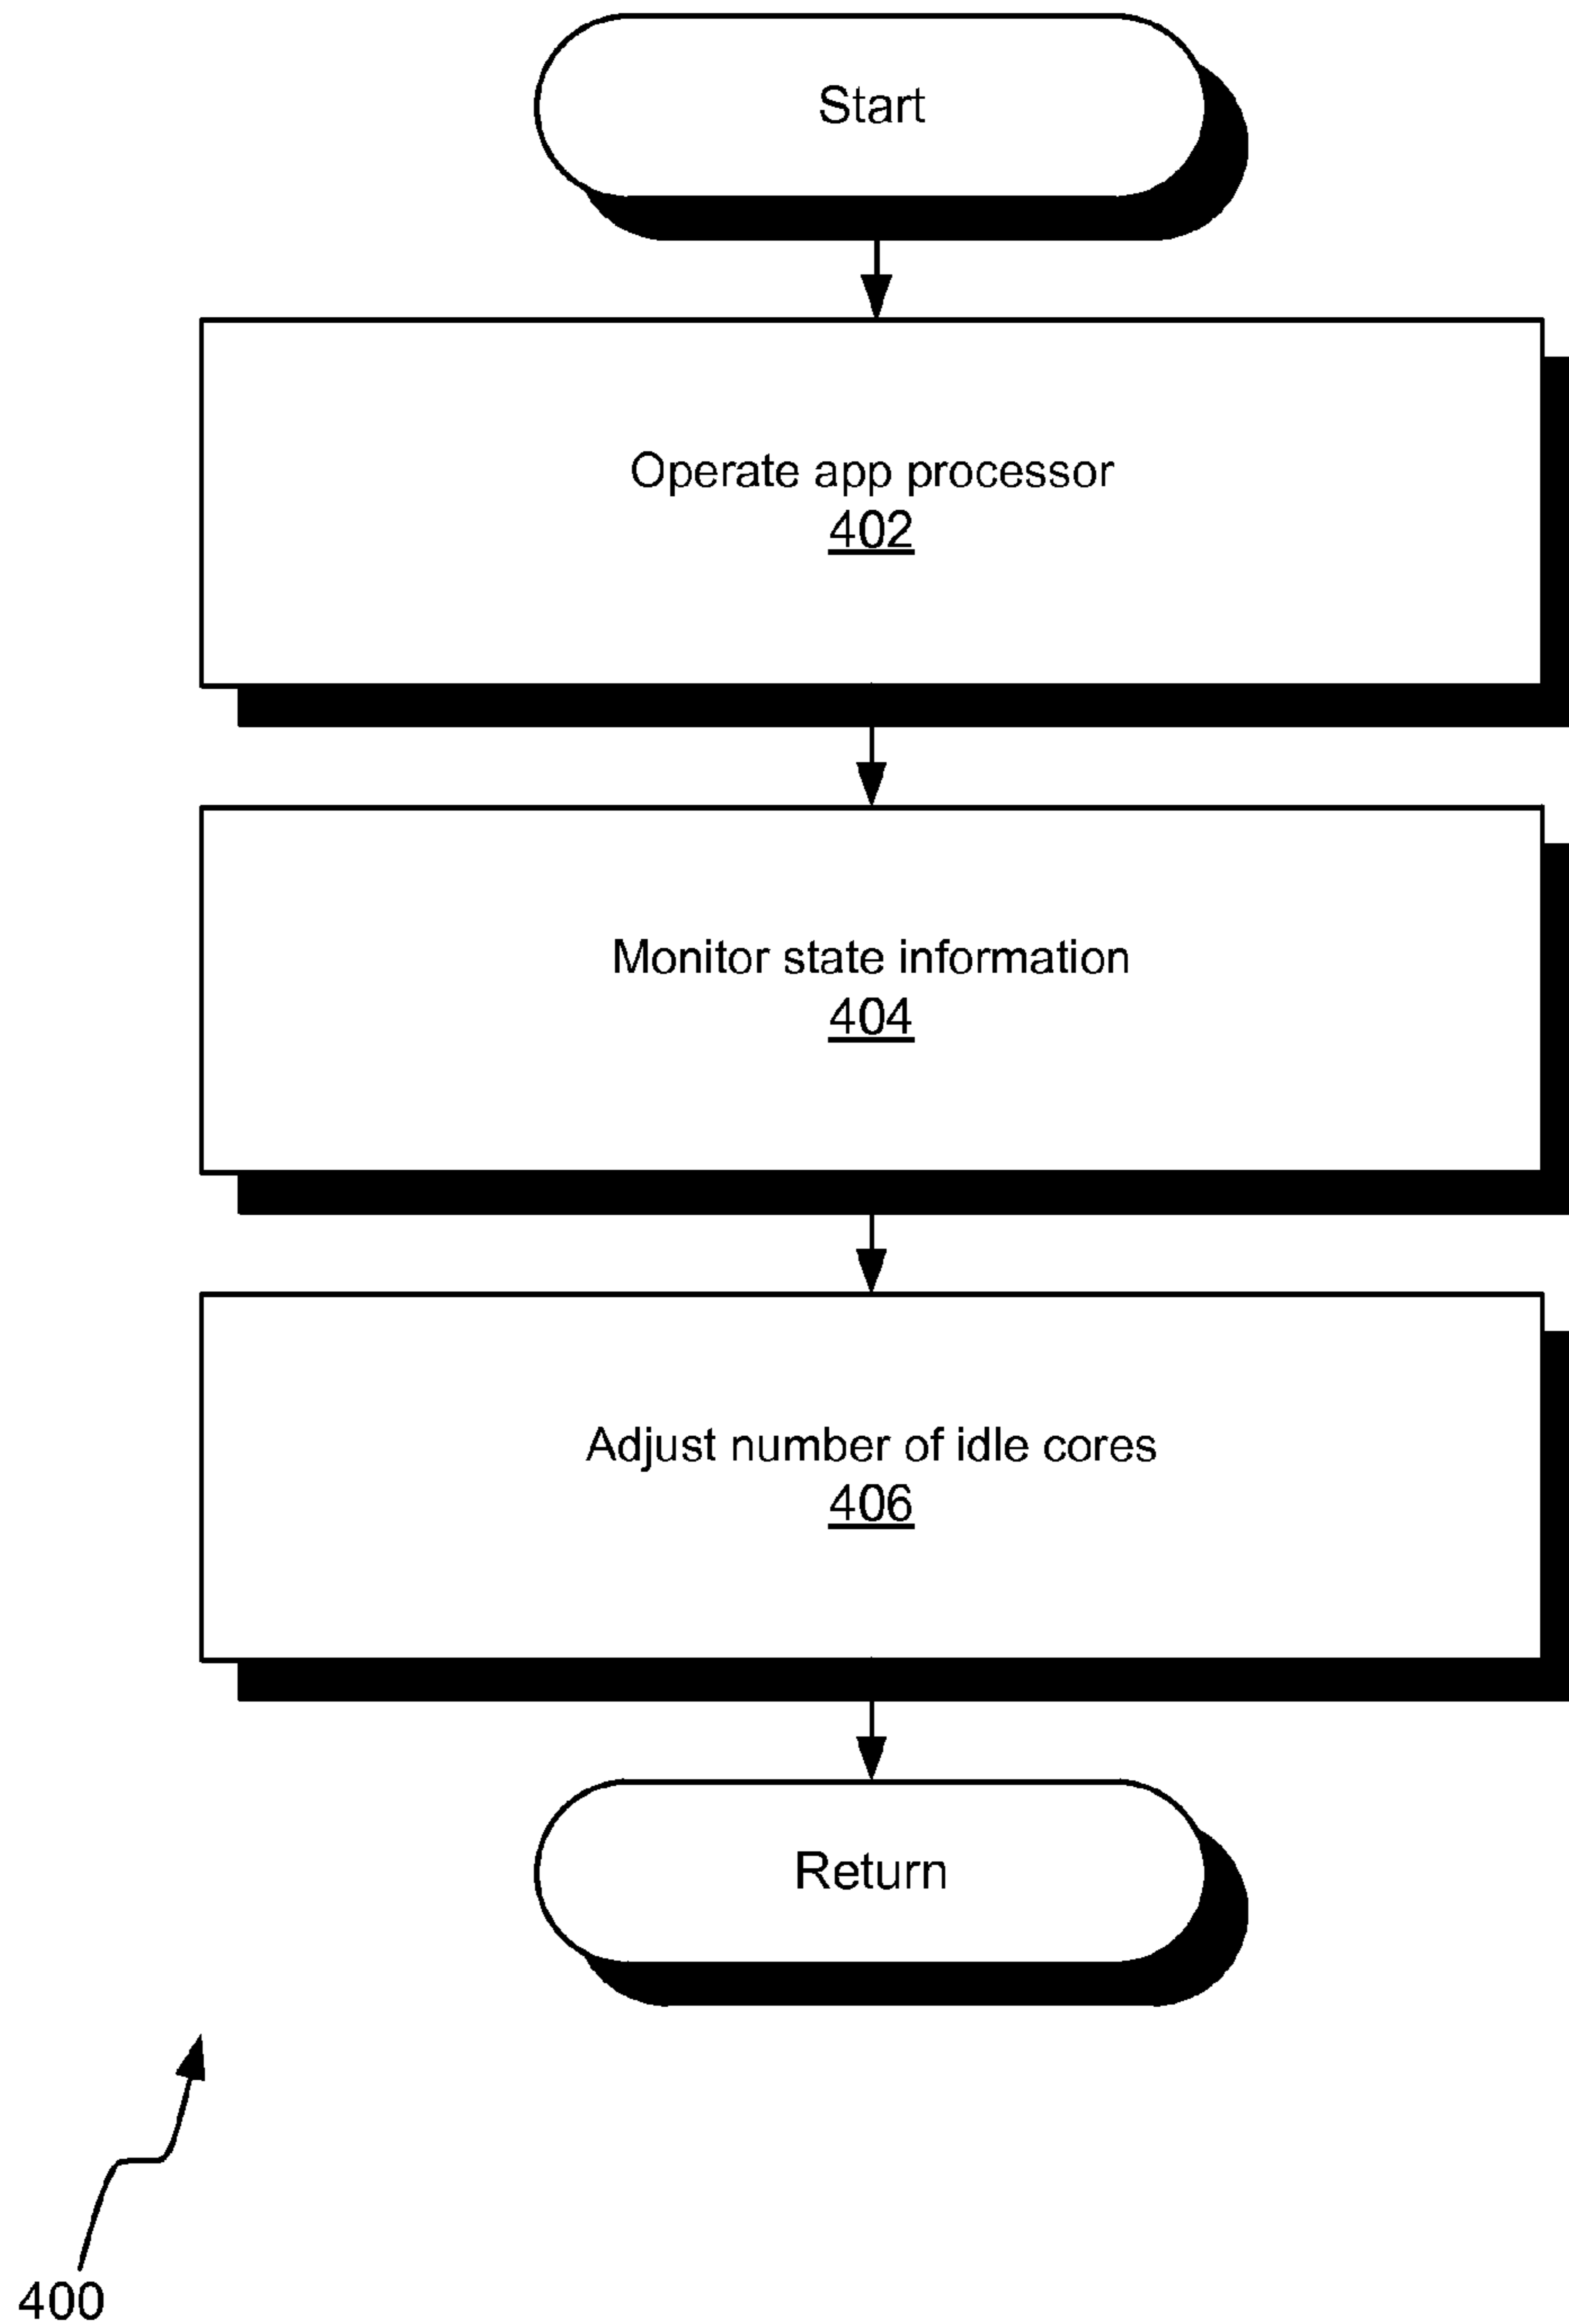 Start
Operate app processor
402
Monitor state information
404
Adjust number of idle cores
406
Return
400